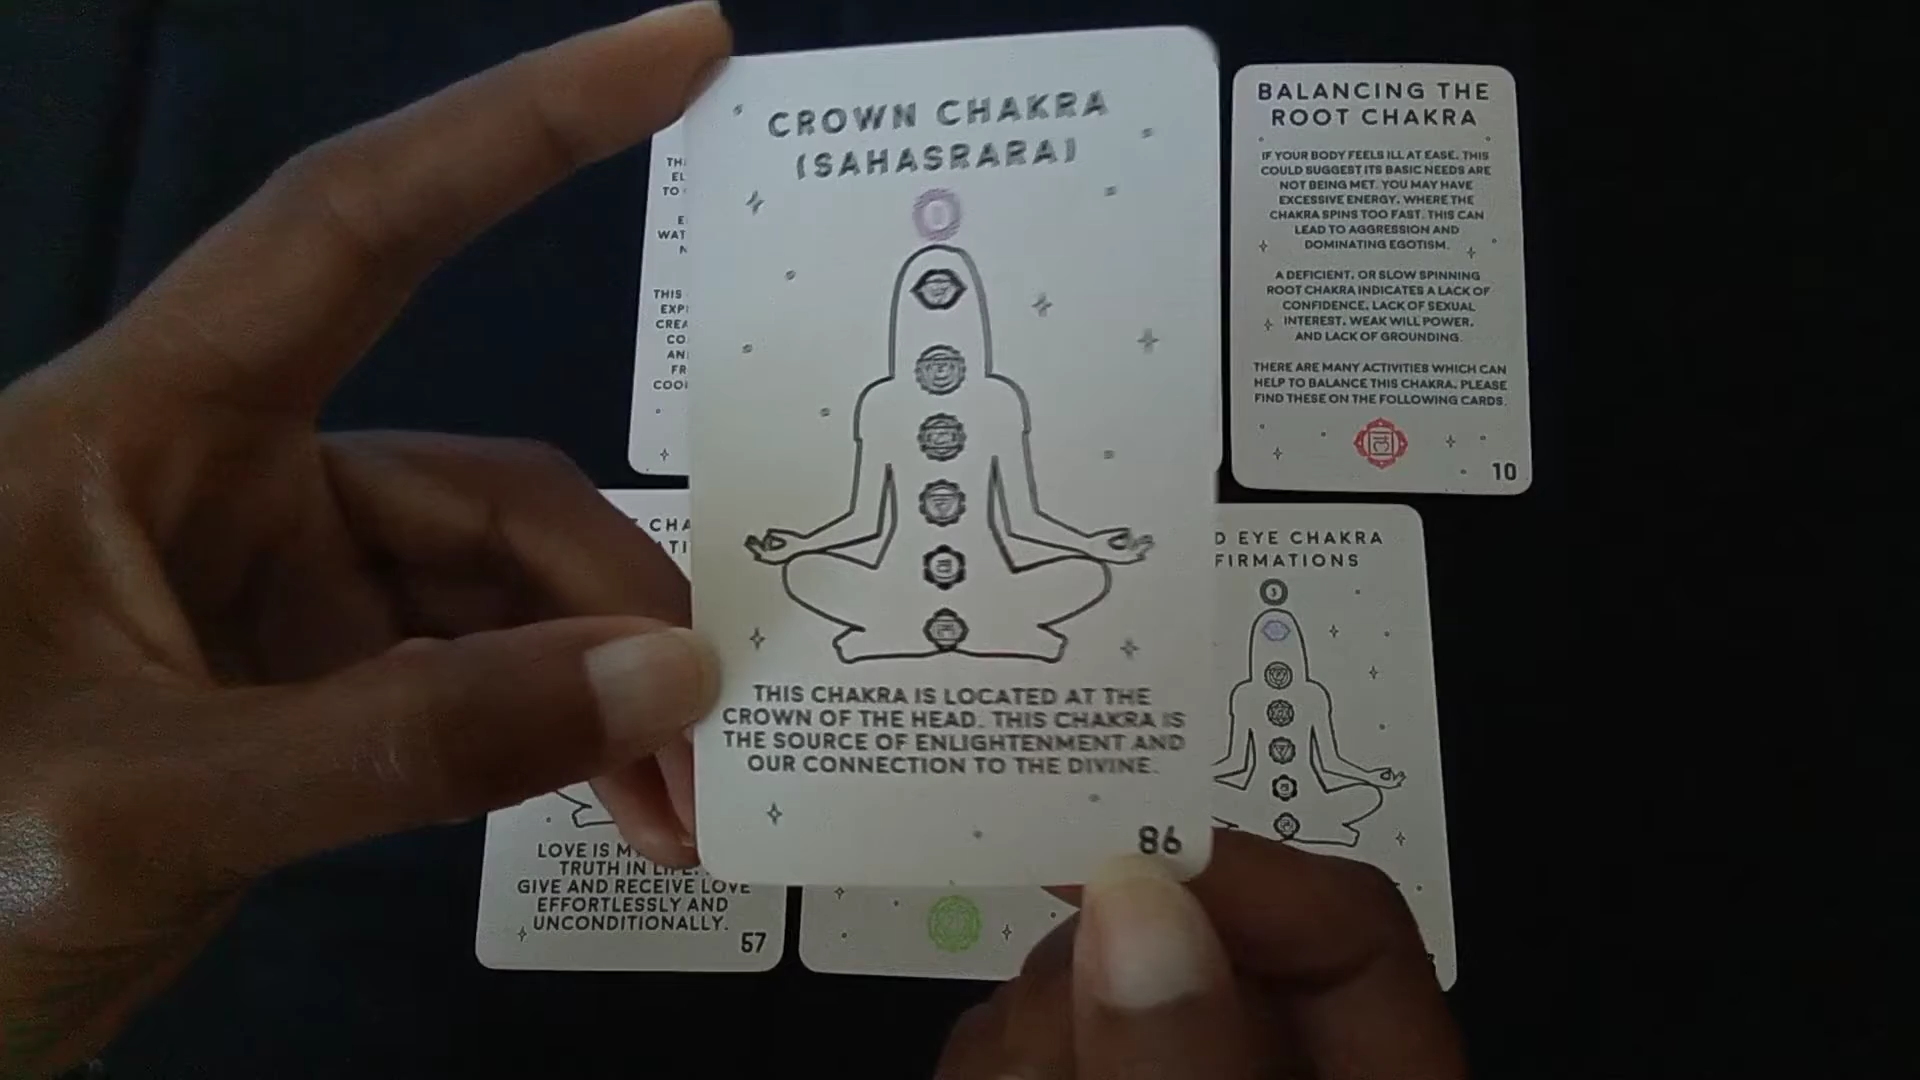 CROWN CHAKRA
(SAHASRARA)
THIS CHAKRA IS LOCATED AT THE
CROWN OF THE HEAD. THIS CHAKRA IS
THE SOURCE OF ENLIGHTENMENT AND
OUR CONNECTION TO THE DIVINE.
86
BALANCING THE
ROOT CHAKRA
IF YOUR BODY FEELS ILL AT EASE, THIS
COULD SUGGEST ITS BASIC NEEDS ARE
NOT BEING MET. YOU MAY HAVE
EXCESSIVE ENERGY, WHERE THE
CHAKRA SPINS TOO FAST. THIS CAN
LEAD TO AGGRESSION AND
DOMINATING EGOTISM.
A DEFICIENT, OR SLOW SPINNING
ROOT CHAKRA INDICATES A LACK OF
CONFIDENCE, LACK OF SEXUAL
INTEREST, WEAK WILL POWER,
AND LACK OF GROUNDING.
THERE ARE MANY ACTIVITIES WHICH CAN
HELP TO BALANCE THIS CHAKRA, PLEASE
FIND THESE ON THE FOLLOWING CARDS.
10
TO
THIS
EYE CHAKRA
LOVE IS
TRUTH IN
GIVE AND RECEIVE LOVE
EFFORTLESSLY AND
UNCONDITIONALLY.
57